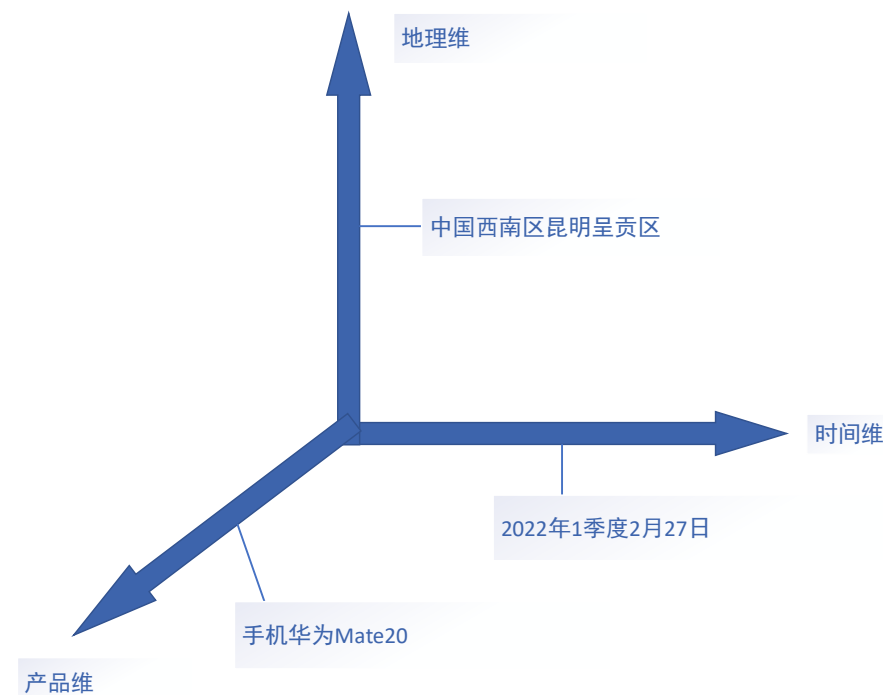 地理维
中国西南区昆明呈贡区
时间维
2022年1季度2月27日
手机华为Mate20
产品维